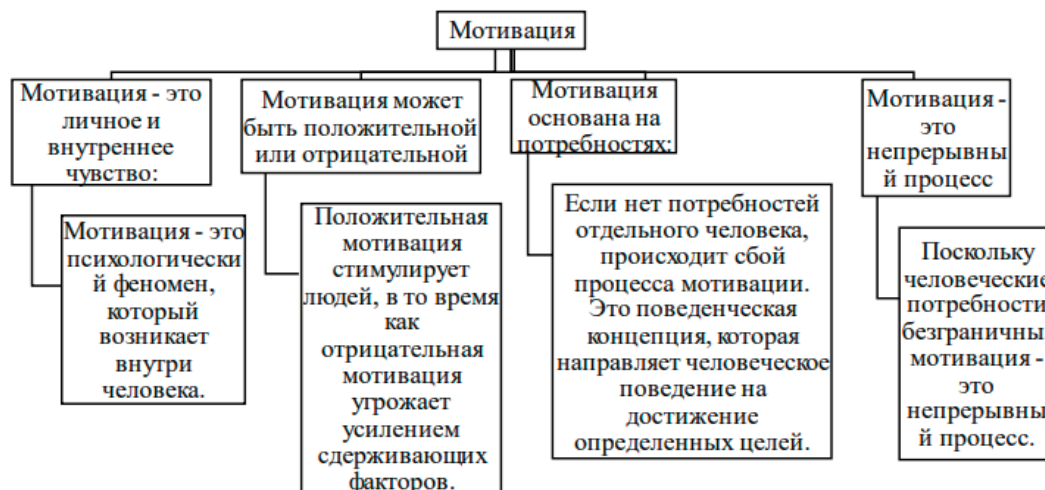 Мотивация
Мотивация - это
личное и
внутреннее
чувство:
Мотивация - это
психологически
й феномен,
который
возникает
внутри
человека.
Мотивация может
быть положительной
или отрицательной
Положительная
мотивация
стимулирует
людей, в то время
как
отрицательная
мотивация
угрожает
усилением
сдерживающих
факторов.
Мотивация
основана на
потребностях:
Если нет потребностей
отдельного человека,
происходит сбой
процесса мотивации.
Это поведенческая
концепция, которая
направляет человеческое
поведение на
достижение
определенных целей.
Мотивация -
это
непрерывны
й процесс
Поскольку
человеческие
потребности
безграничны,
мотивация -
это
непрерывны
й процесс.